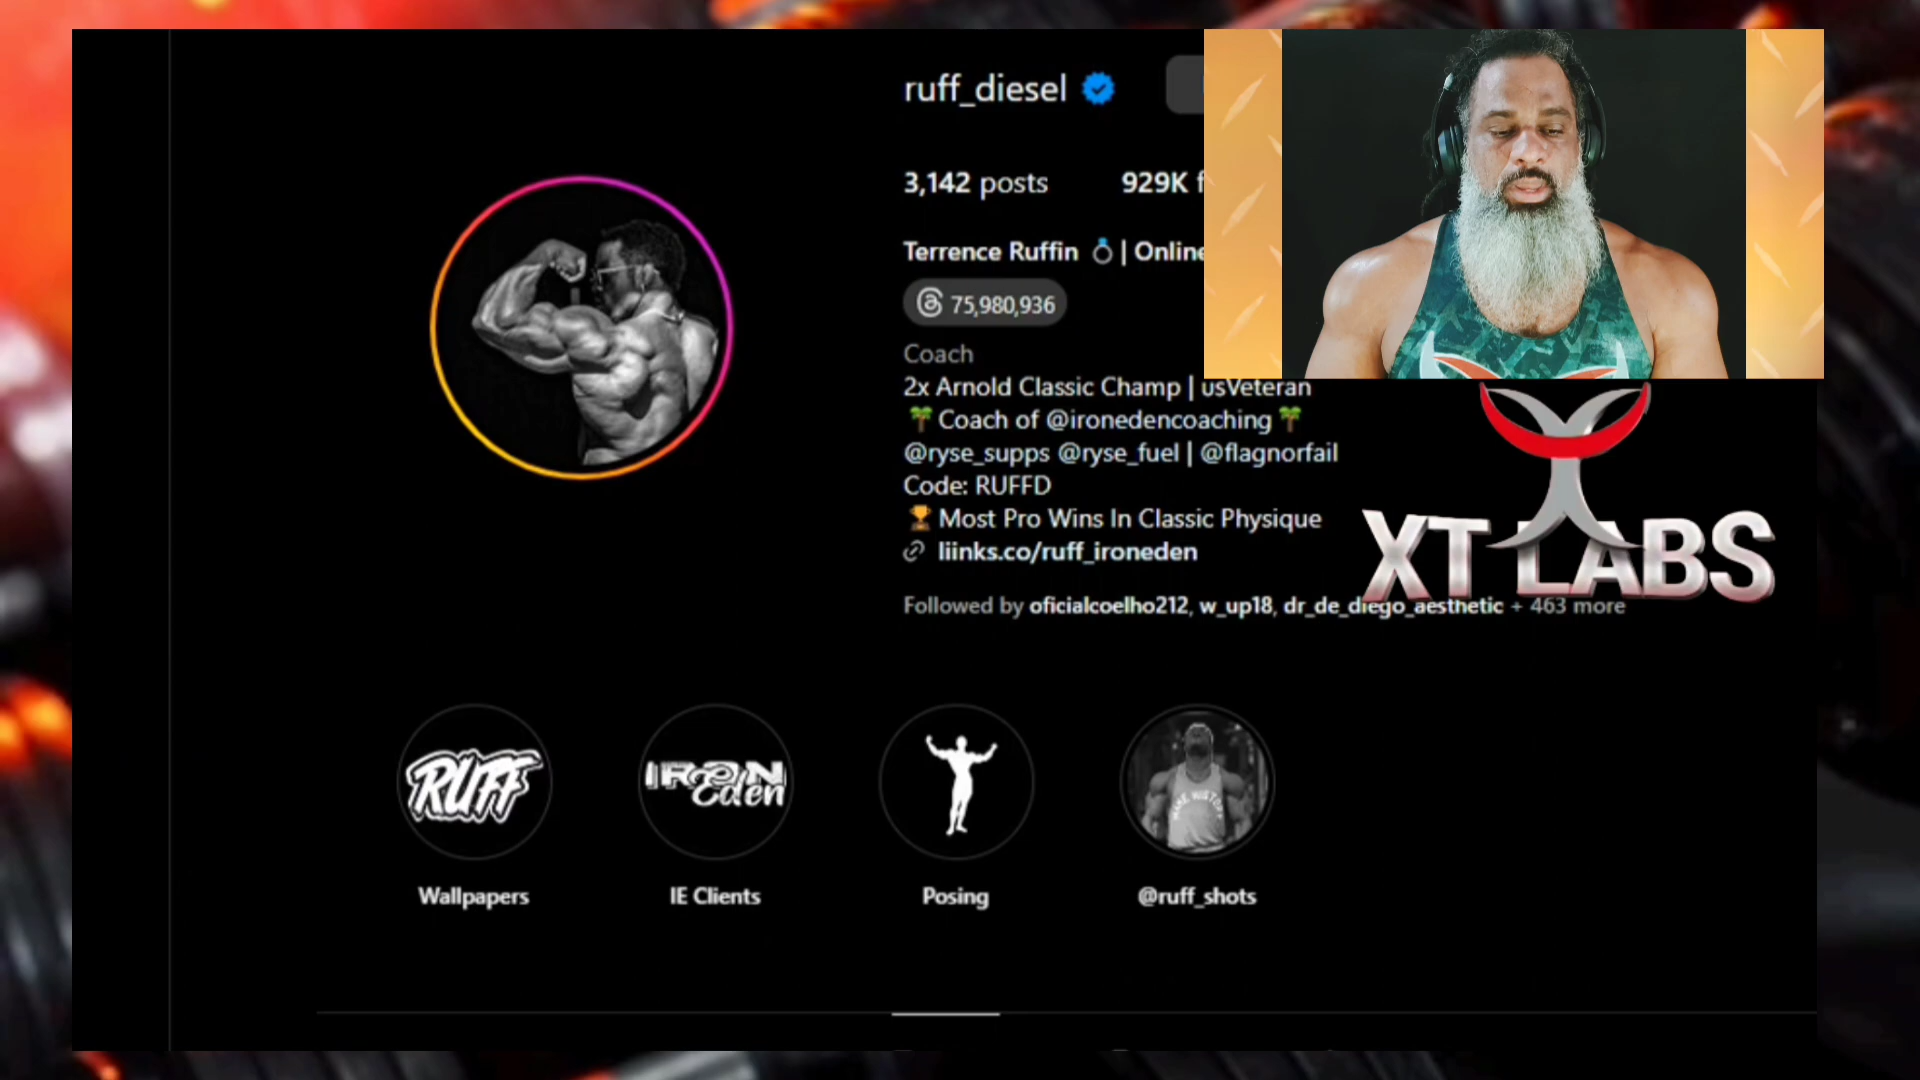 ruff_diesel
3,142 posts 929K
Terrence Ruffin 💍 | Online
75,980,936
Coach
2x Arnold Classic Champ | usVeteran
🌴 Coach of @ironedencoaching 🌴
@ryse_supps @ryse_fuel | @flagnorfail
Code: RUFFD
🏆 Most Pro Wins In Classic Physique
liinks.co/ruff_ironeden
Followed by oficialcoelho212, w_up18, dr_de_diego_aesthetic + 463 more
XT LABS
RUFF
IRON
Eden
Wallpapers
IE Clients
Posing
@ruff_shots